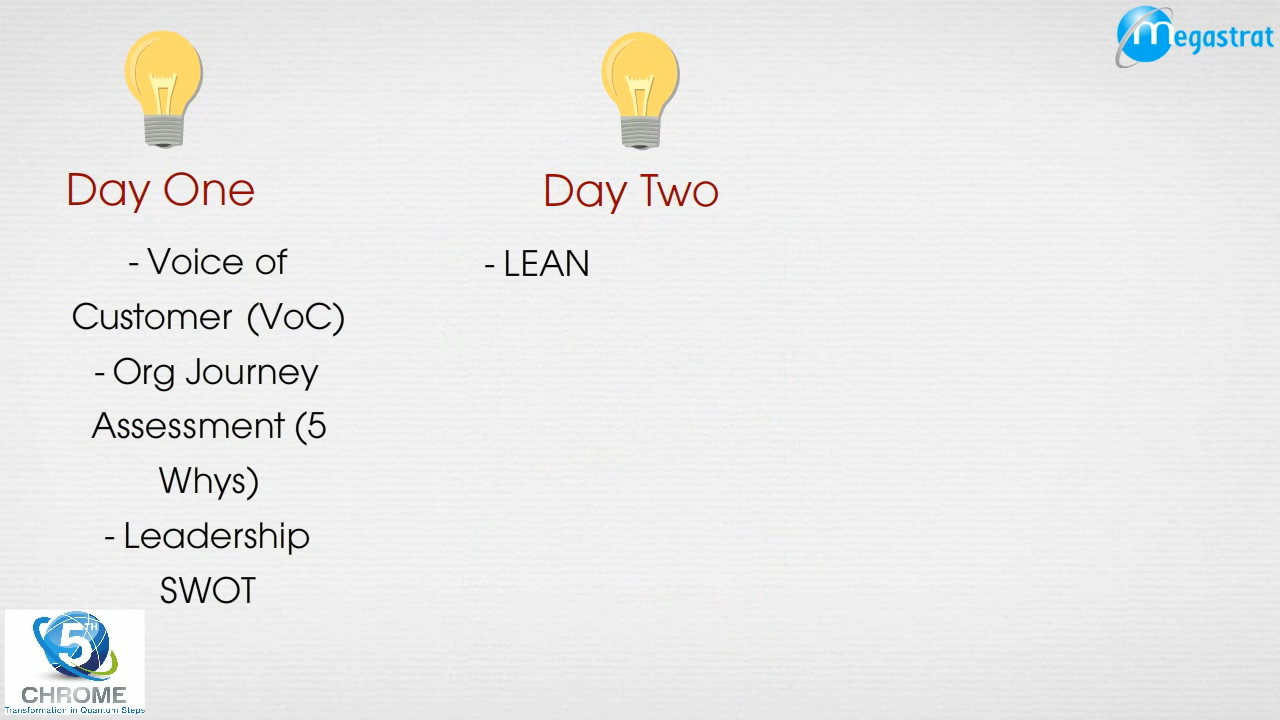 megastrat
Day One
- Voice of
Customer (VoC)
- Org Journey
Assessment (5
Whys)
- Leadership
SWOT
Day Two
- LEAN
5TH
CHROME
Transformation in Quantum Steps